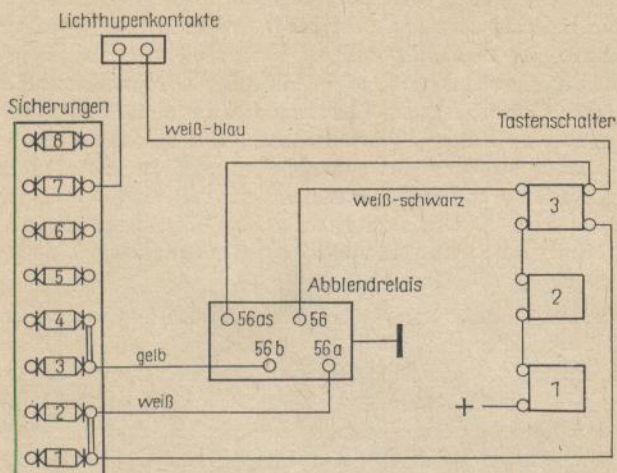 Lichthupenkontakte
Sicherungen
Tastenschalter
8
weiß-blau
7
weiß-schwarz
3
6
5
Abblendrelais
2
4
56as
56
3
gelb
56b
56a
1
2
weiß
+
1